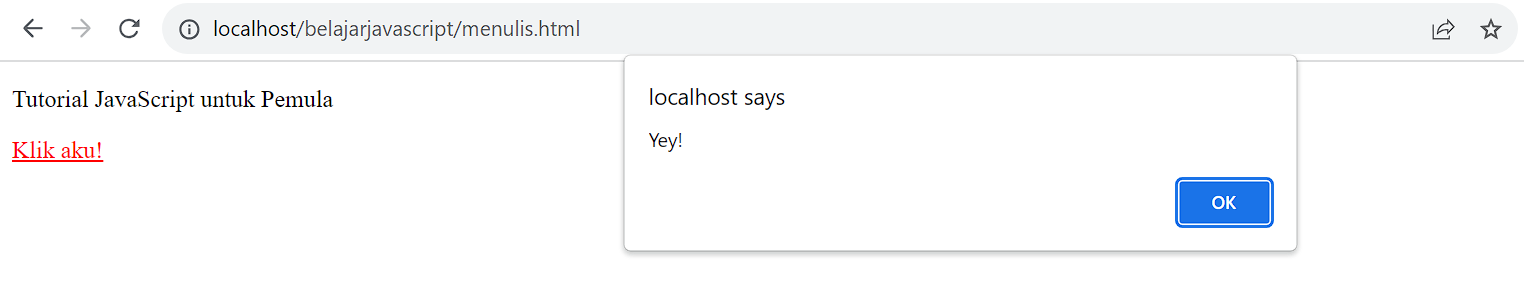 localhost/belajarjavascript/menulis.html
Tutorial JavaScript untuk Pemula
Klik aku!
localhost says
Yey!
OK